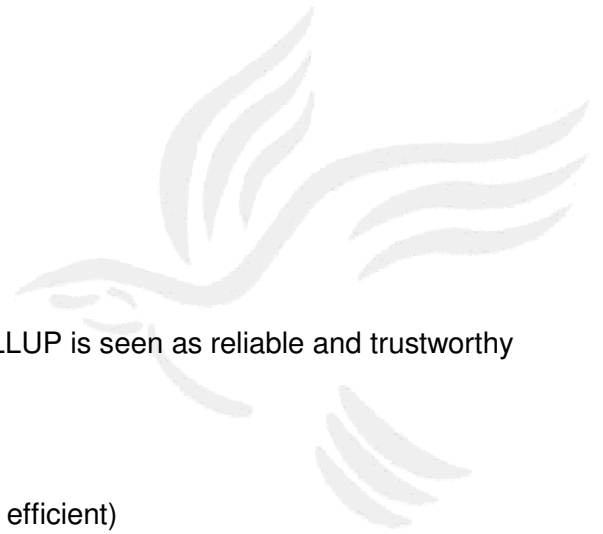 LLUP is seen as reliable and trustworthy
efficient)